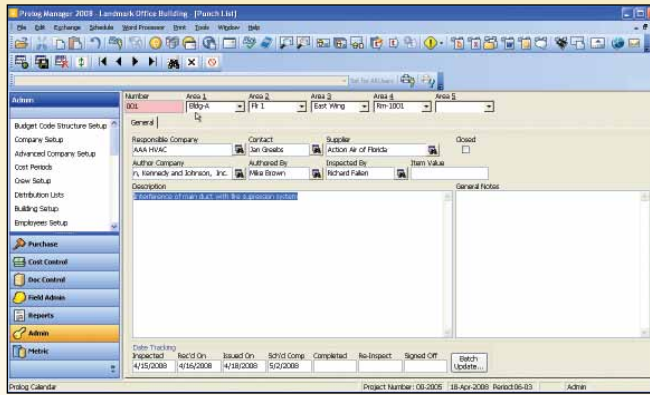 Prolog Manager 2008 - Landmark Office Building - [Punch List]
File Edit Exchange Schedule Word Processor Print Tools Window Help
Set for All Users
Admin
Number Area 1 Area 2 Area 3 Area 4 Area 5
001 Bldg-A Flr 1 East Wing Rm-1001
General
Budget Code Structure Setup
Company Setup
Advanced Company Setup
Cost Periods
Crew Setup
Distribution Lists
Building Setup
Employees Setup
Purchase
Cost Control
Doc Control
Field Admin
Reports
Admin
Metric
Responsible Company Contact Supplier Closed
AAA HVAC Jan Greebs Action Air of Florida
Author Company Authored By Inspected By Item Value
n, Kennedy and Johnson, Inc. Mike Brown Richard Fallen
Description General Notes
Interference of main duct with fire supression system
Date Tracking
Inspected Rec'd On Issued On Sch'd Comp Completed Re-Inspect Signed Off
4/15/2008 4/16/2008 4/18/2008 5/2/2008
Batch
Update...
Prolog Calendar Project Number: 08-2005 18-Apr-2008 Period:06-03 Admin